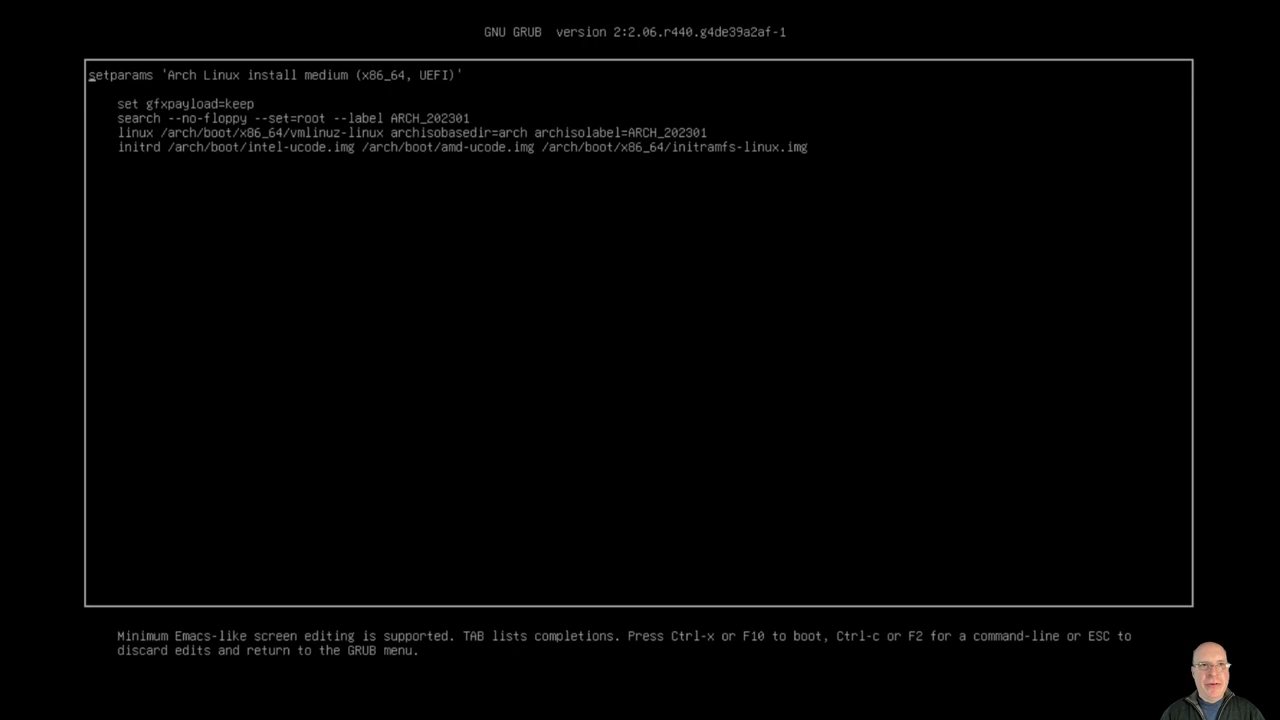 GNU GRUB  version 2:2.06.r440.g4de39a2af-1
setparams 'Arch Linux install medium (x86_64, UEFI)'
set gfxpayload=keep
search --no-floppy --set=root --label ARCH_202301
linux /arch/boot/x86_64/vmlinuz-linux archisobasedir=arch archisolabel=ARCH_202301
initrd /arch/boot/intel-ucode.img /arch/boot/amd-ucode.img /arch/boot/x86_64/initramfs-linux.img
Minimum Emacs-like screen editing is supported. TAB lists completions. Press Ctrl-x or F10 to boot, Ctrl-c or F2 for a command-line or ESC to
discard edits and return to the GRUB menu.